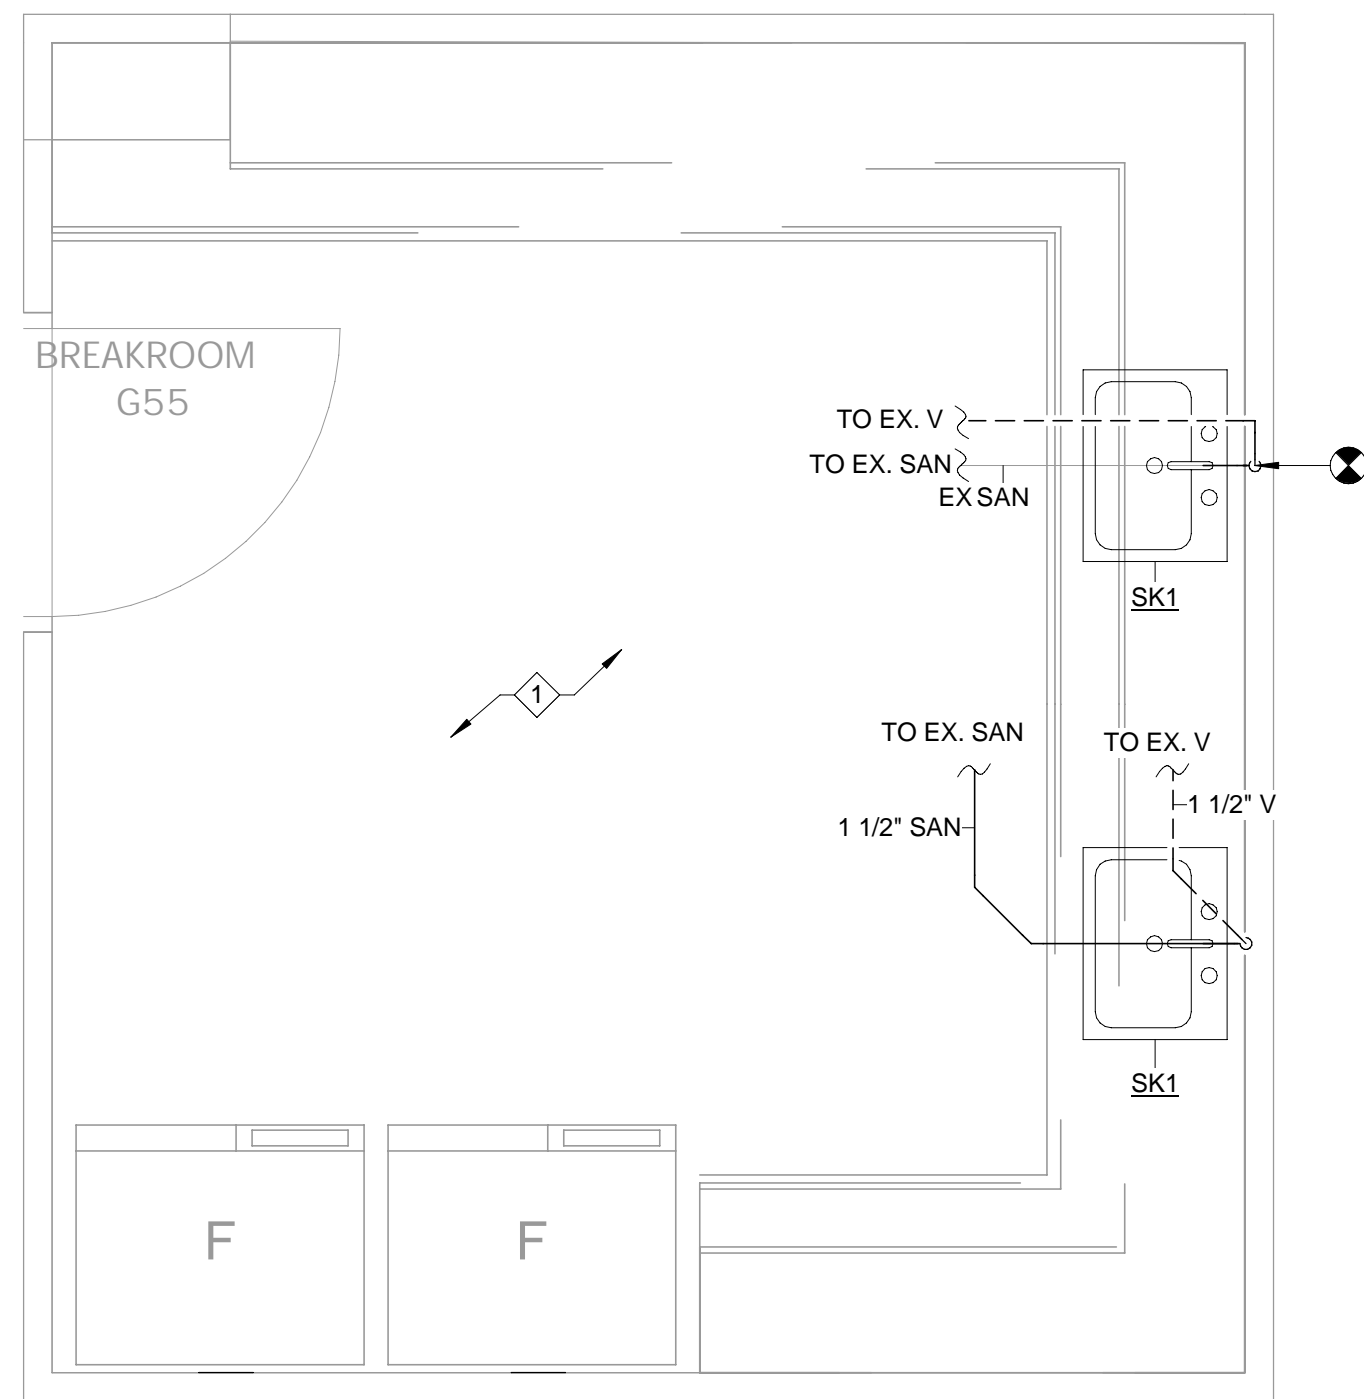 BREAKROOM
G55
TO EX. V
TO EX. SAN
EX SAN
SK1
1
TO EX. SAN
TO EX. V
1 1/2" V
1 1/2" SAN
SK1
F
F